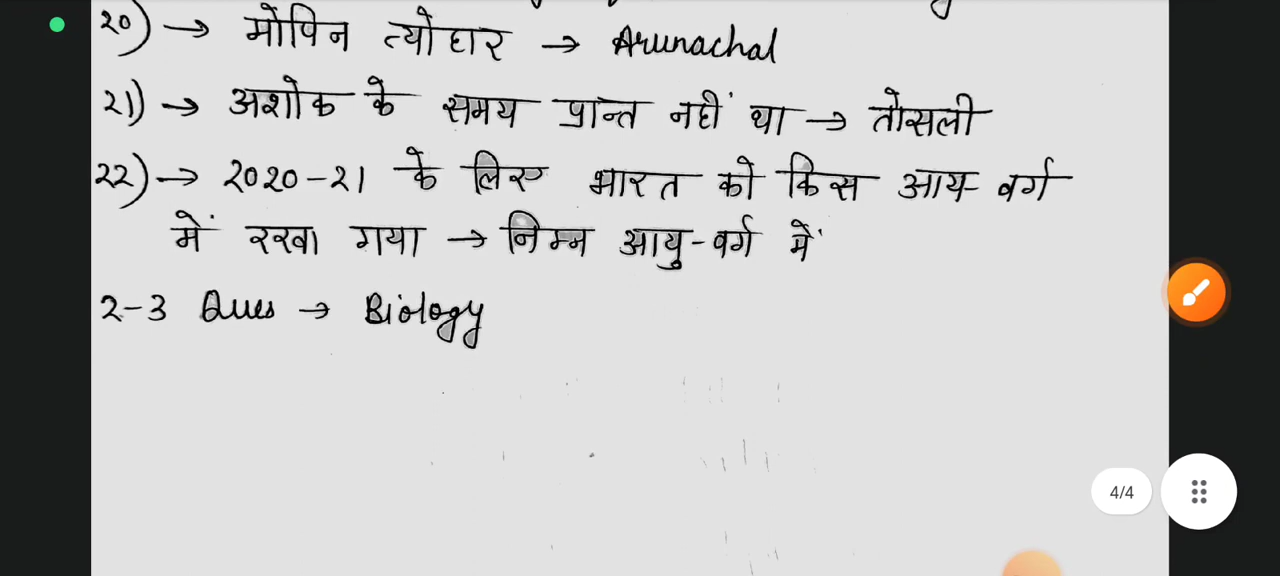 20) → मोपिन त्योहार → Arunachal
21) → अशोक के समय प्रान्त नहीं था → तोसली
22) → 2020-21 के लिए भारत को किस आय वर्ग
में रखा गया → निम्न आयु-वर्ग में
2-3 Ques → Biology
4/4